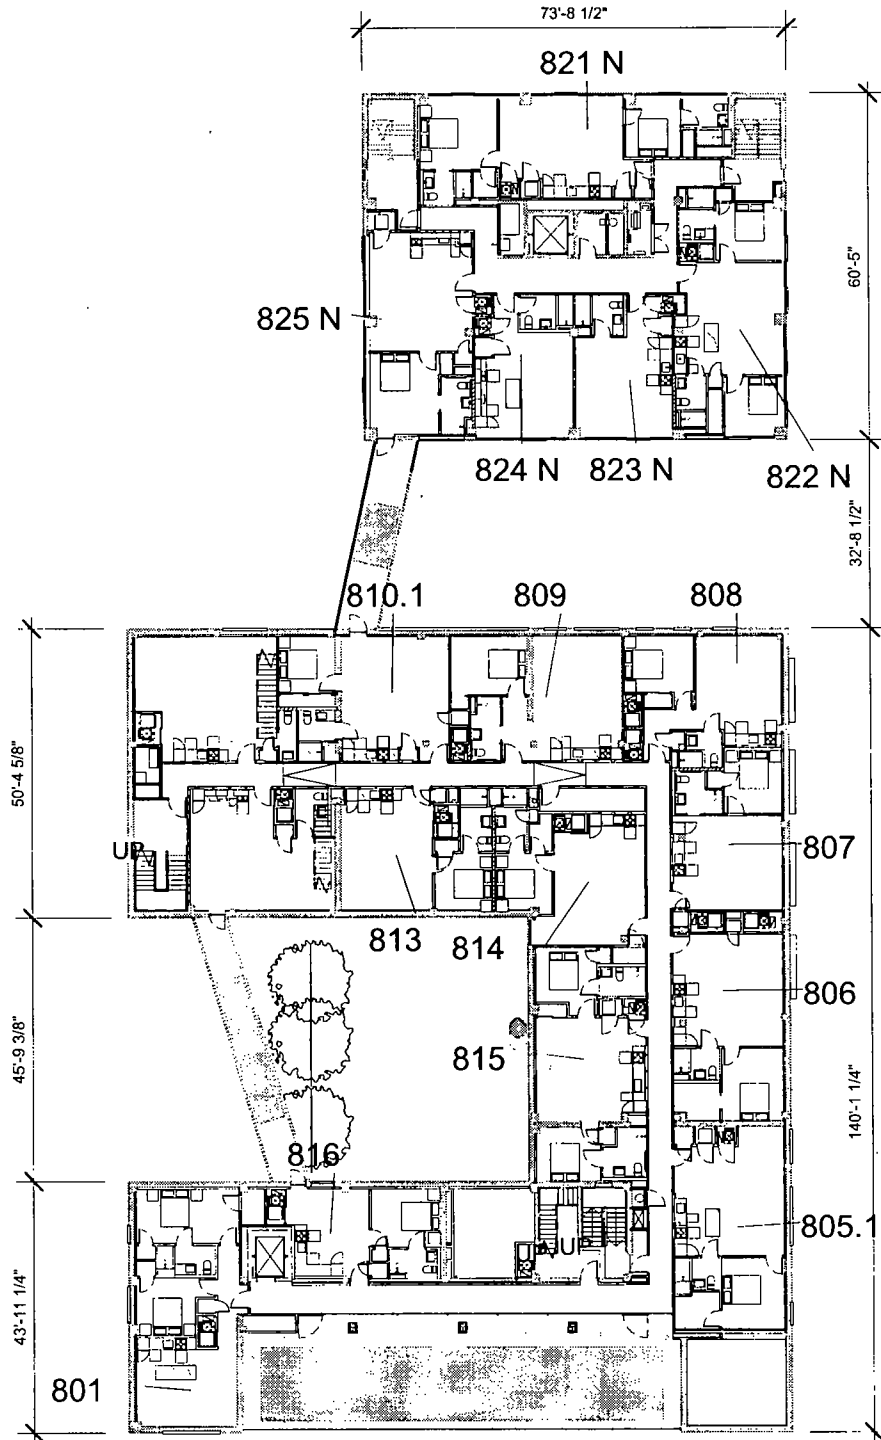 73'-8 1/2"
821 N
60'-5"
825 N
824 N
823 N
822 N
32'-8 1/2"
810.1
809
808
50'-4 5/8"
UP
807
813
814
806
45'-9 3/8"
815
140'-1 1/4"
816
805.1
UP
43'-11 1/4"
801